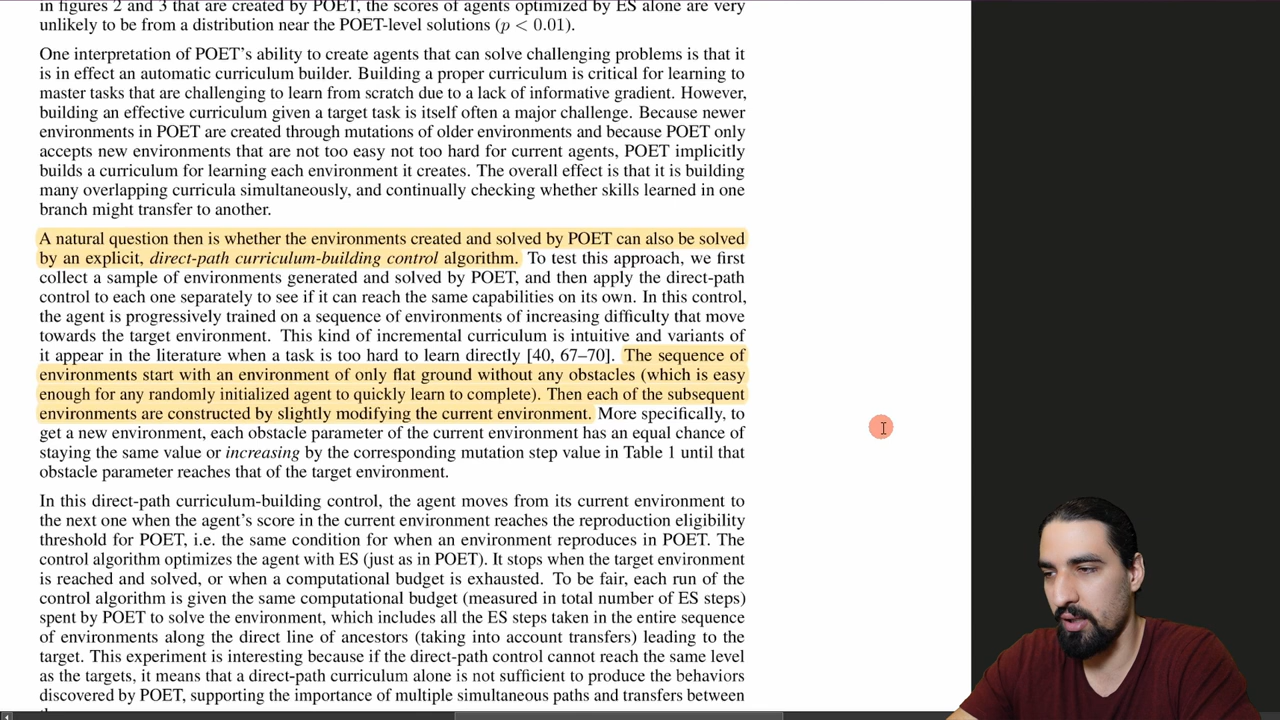 in figures 2 and 3 that are created by POET, the scores of agents optimized by ES alone are very
unlikely to be from a distribution near the POET-level solutions (p < 0.01).
One interpretation of POET's ability to create agents that can solve challenging problems is that it
is in effect an automatic curriculum builder. Building a proper curriculum is critical for learning to
master tasks that are challenging to learn from scratch due to a lack of informative gradient. However,
building an effective curriculum given a target task is itself often a major challenge. Because newer
environments in POET are created through mutations of older environments and because POET only
accepts new environments that are not too easy not too hard for current agents, POET implicitly
builds a curriculum for learning each environment it creates. The overall effect is that it is building
many overlapping curricula simultaneously, and continually checking whether skills learned in one
branch might transfer to another.
A natural question then is whether the environments created and solved by POET can also be solved
by an explicit, direct-path curriculum-building control algorithm. To test this approach, we first
collect a sample of environments generated and solved by POET, and then apply the direct-path
control to each one separately to see if it can reach the same capabilities on its own. In this control,
the agent is progressively trained on a sequence of environments of increasing difficulty that move
towards the target environment. This kind of incremental curriculum is intuitive and variants of
it appear in the literature when a task is too hard to learn directly [40, 67–70]. The sequence of
environments start with an environment of only flat ground without any obstacles (which is easy
enough for any randomly initialized agent to quickly learn to complete). Then each of the subsequent
environments are constructed by slightly modifying the current environment. More specifically, to
get a new environment, each obstacle parameter of the current environment has an equal chance of
staying the same value or increasing by the corresponding mutation step value in Table 1 until that
obstacle parameter reaches that of the target environment.
In this direct-path curriculum-building control, the agent moves from its current environment to
the next one when the agent's score in the current environment reaches the reproduction eligibility
threshold for POET, i.e. the same condition for when an environment reproduces in POET. The
control algorithm optimizes the agent with ES (just as in POET). It stops when the target environment
is reached and solved, or when a computational budget is exhausted. To be fair, each run of the
control algorithm is given the same computational budget (measured in total number of ES steps)
spent by POET to solve the environment, which includes all the ES steps taken in the entire sequence
of environments along the direct line of ancestors (taking into account transfers) leading to the
target. This experiment is interesting because if the direct-path control cannot reach the same level
as the targets, it means that a direct-path curriculum alone is not sufficient to produce the behaviors
discovered by POET, supporting the importance of multiple simultaneous paths and transfers between